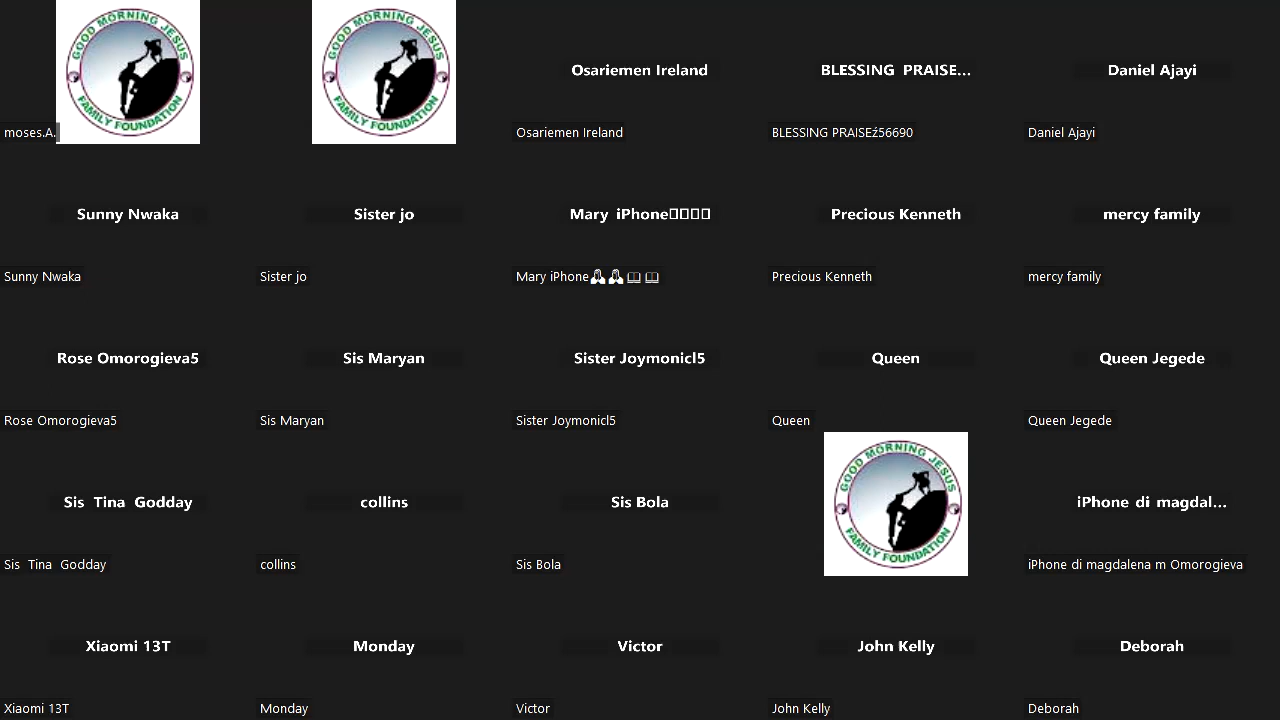 GOOD MORNING JESUS
FAMILY FOUNDATION
moses.A.
GOOD MORNING JESUS
FAMILY FOUNDATION
Osariemen Ireland
Osariemen Ireland
BLESSING PRAISE...
BLESSING PRAISEź56690
Daniel Ajayi
Daniel Ajayi
Sunny Nwaka
Sunny Nwaka
Sister jo
Sister jo
Mary iPhone
Mary iPhone
Precious Kenneth
Precious Kenneth
mercy family
mercy family
Rose Omorogieva5
Rose Omorogieva5
Sis Maryan
Sis Maryan
Sister Joymonicl5
Sister Joymonicl5
Queen
Queen
Queen Jegede
Queen Jegede
Sis Tina Godday
Sis Tina Godday
collins
collins
Sis Bola
Sis Bola
GOOD MORNING JESUS
FAMILY FOUNDATION
iPhone di magdal...
iPhone di magdalena m Omorogieva
Xiaomi 13T
Xiaomi 13T
Monday
Monday
Victor
Victor
John Kelly
John Kelly
Deborah
Deborah